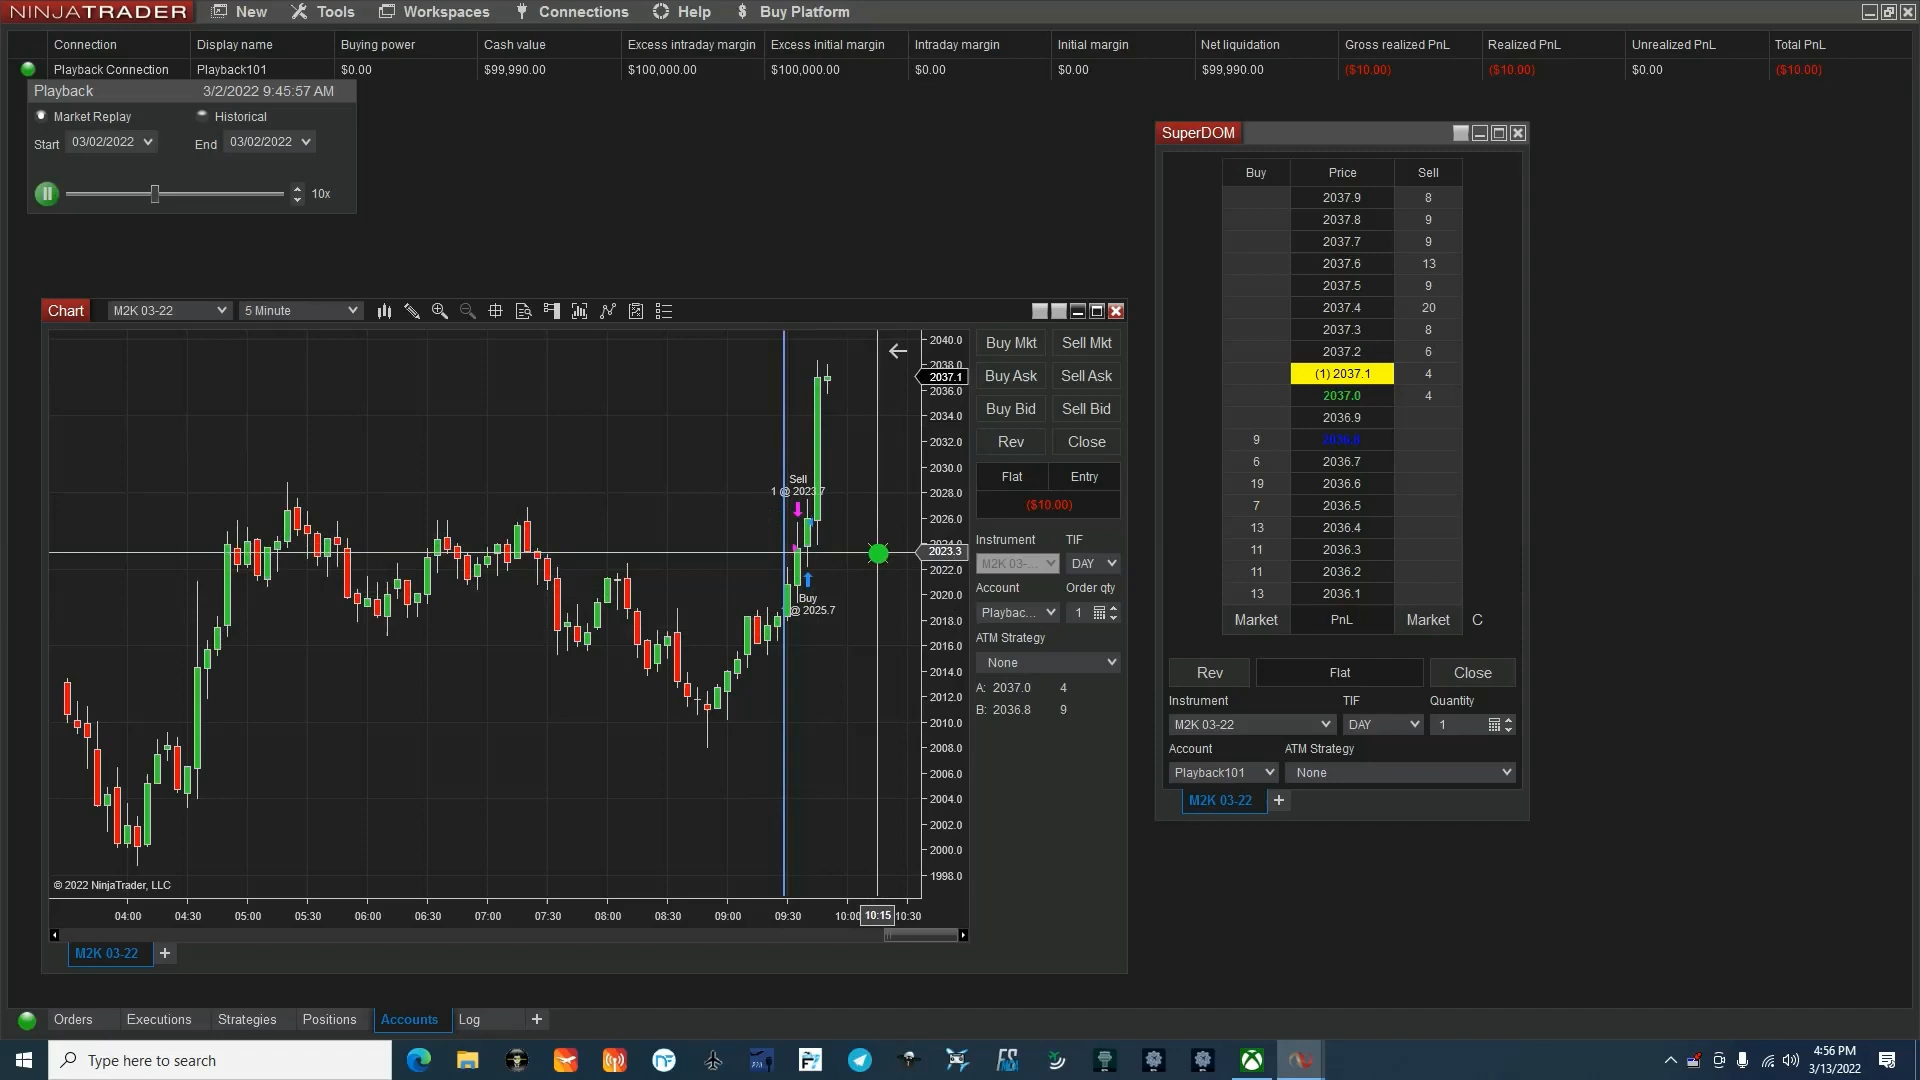 NINJATRADER New Tools Workspaces Connections Help $ Buy Platform
Connection Display name Buying power Cash value Excess intraday margin Excess initial margin Intraday margin Initial margin Net liquidation Gross realized PnL Realized PnL Unrealized PnL Total PnL
Playback Connection Playback101 $0.00 $99,990.00 $100,000.00 $100,000.00 $0.00 $0.00 $99,990.00 ($10.00) ($10.00) $0.00 ($10.00)
Playback 3/2/2022 9:45:57 AM
Market Replay Historical
Start 03/02/2022 End 03/02/2022
10x
Chart M2K 03-22 5 Minute
2040.0
2038.0
2037.1
2036.0
2034.0
2032.0
2030.0
2028.0
2026.0
2024.0
2023.3
2022.0
2020.0
2018.0
2016.0
2014.0
2012.0
2010.0
2008.0
2006.0
2004.0
2002.0
2000.0
1998.0
Sell
1 @ 2023.7
Buy
@ 2025.7
© 2022 NinjaTrader, LLC
04:00 04:30 05:00 05:30 06:00 06:30 07:00 07:30 08:00 08:30 09:00 09:30 10:00 10:15 10:30
M2K 03-22 +
Buy Mkt Sell Mkt
Buy Ask Sell Ask
Buy Bid Sell Bid
Rev Close
Flat Entry
($10.00)
Instrument TIF
M2K 03-... DAY
Account Order qty
Playbac... 1
ATM Strategy
None
A: 2037.0 4
B: 2036.8 9
SuperDOM
Buy Price Sell
2037.9 8
2037.8 9
2037.7 9
2037.6 13
2037.5 9
2037.4 20
2037.3 8
2037.2 6
(1) 2037.1 4
2037.0 4
2036.9
9 2036.8
6 2036.7
19 2036.6
7 2036.5
13 2036.4
11 2036.3
11 2036.2
13 2036.1
Market PnL Market C
Rev Flat Close
Instrument TIF Quantity
M2K 03-22 DAY 1
Account ATM Strategy
Playback101 None
M2K 03-22 +
Orders Executions Strategies Positions Accounts Log +
Type here to search
4:56 PM
3/13/2022